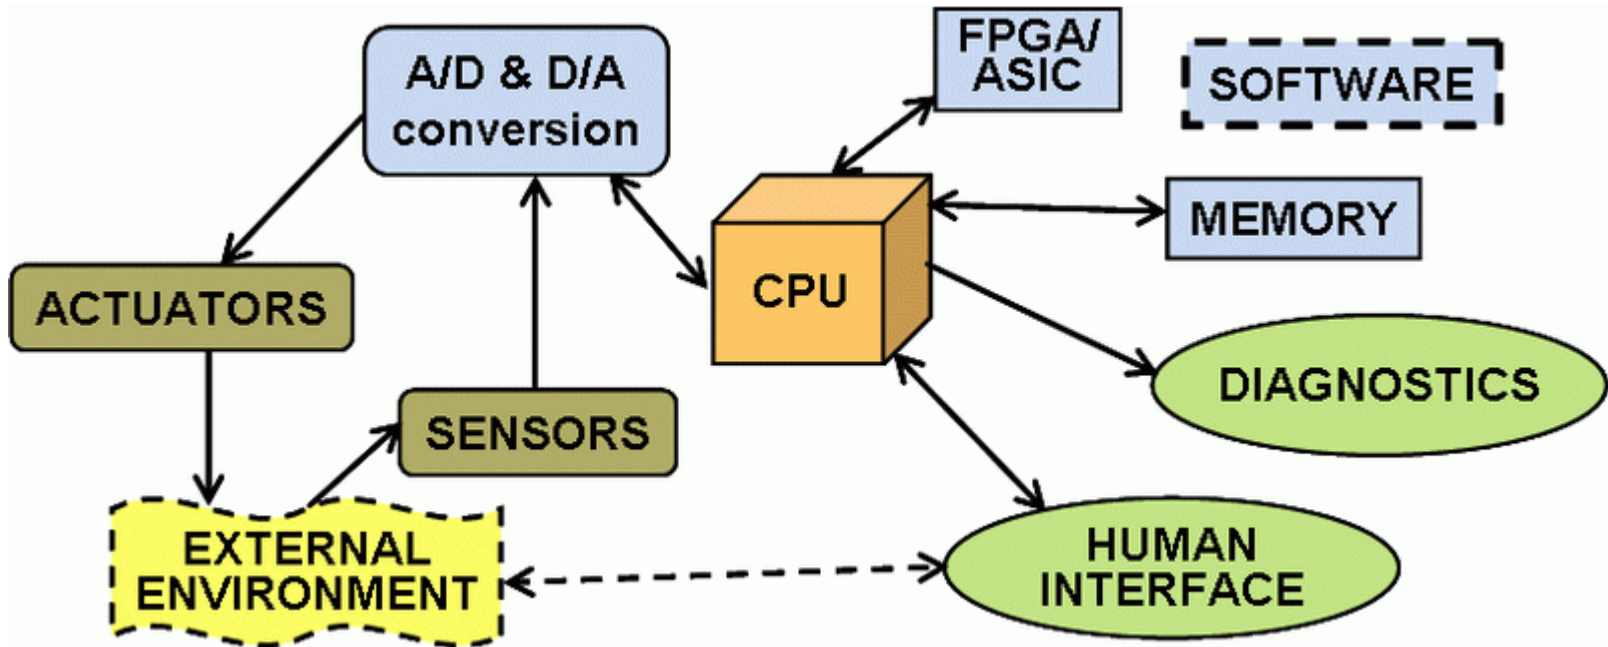 A/D & D/A
conversion
FPGA/
ASIC
SOFTWARE
MEMORY
CPU
ACTUATORS
SENSORS
DIAGNOSTICS
EXTERNAL
ENVIRONMENT
HUMAN
INTERFACE